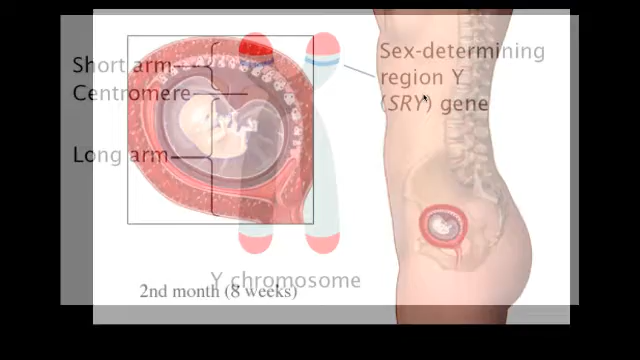 Short arm
Centromere
Long arm
Sex-determining
region Y
(SRY) gene
Y chromosome
2nd month (8 weeks)